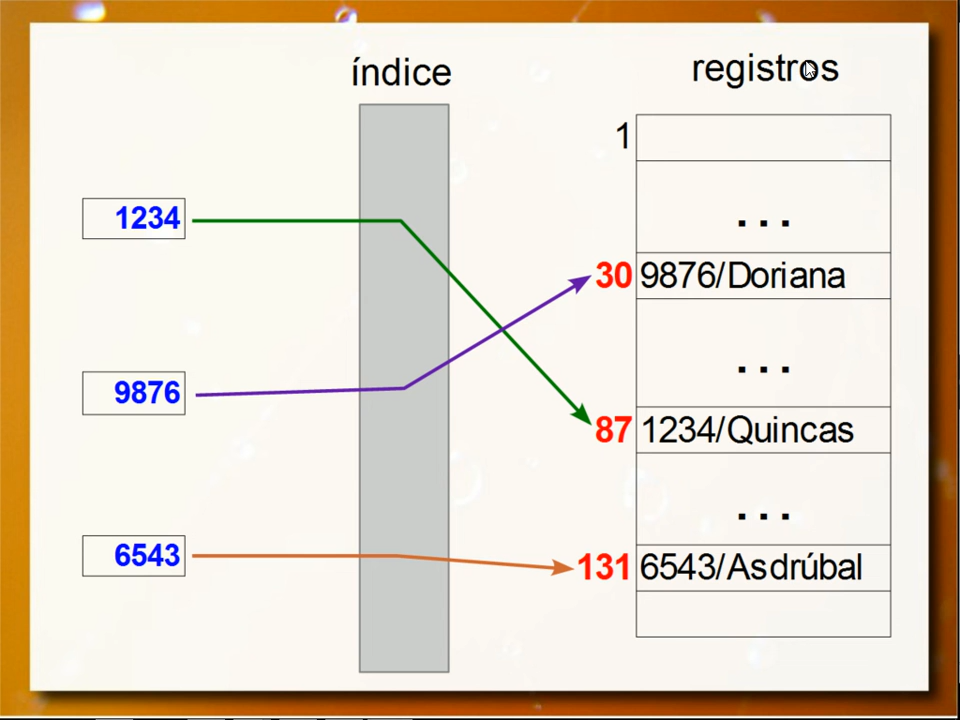 índice
registros
1
1234
...
30 9876/Doriana
9876
...
87 1234/Quincas
...
6543
131 6543/Asdrúbal